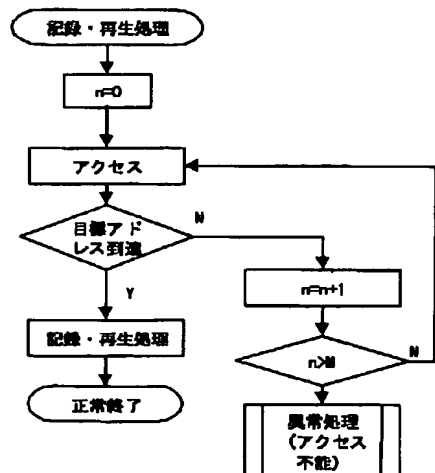 記録・再生処理
n=0
アクセス
目標アド
レス到達
N
Y
n=n+1
記録・再生処理
n>N
N
正常終了
異常処理
(アクセス
不能)